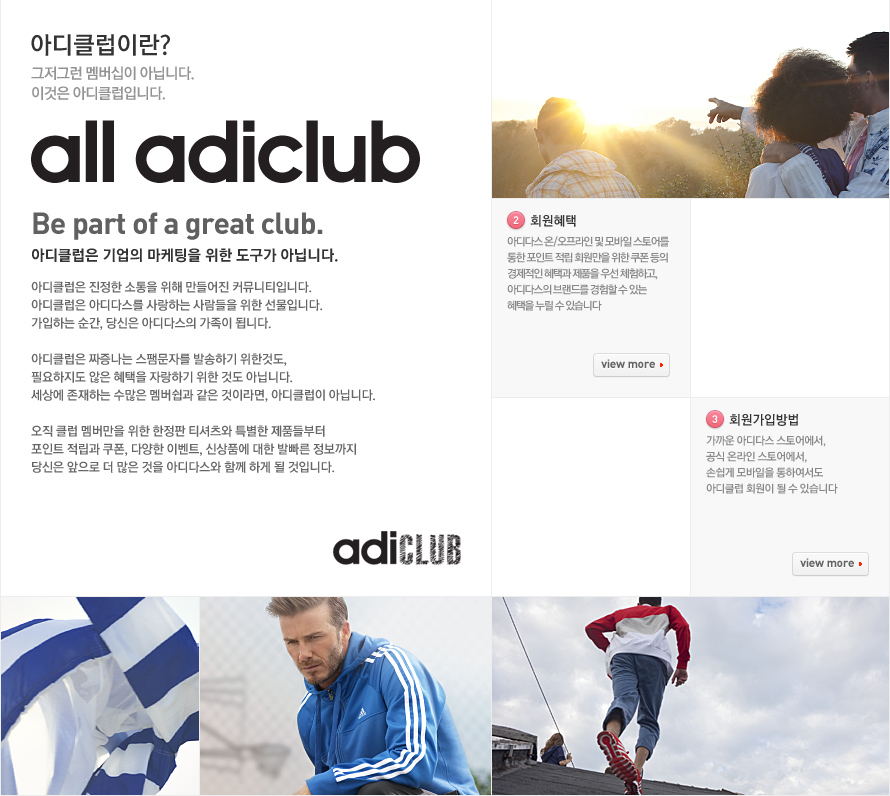 아디클럽이란?
그저그런 멤버십이 아닙니다.
이것은 아디클럽입니다.
all adiclub
Be part of a great club.
아디클럽은 기업의 마케팅을 위한 도구가 아닙니다.
아디클럽은 진정한 소통을 위해 만들어진 커뮤니티입니다.
아디클럽은 아디다스를 사랑하는 사람들을 위한 선물입니다.
가입하는 순간, 당신은 아디다스의 가족이 됩니다.
아디클럽은 짜증나는 스팸문자를 발송하기 위한것도,
필요하지도 않은 혜택을 자랑하기 위한 것도 아닙니다.
세상에 존재하는 수많은 멤버쉽과 같은 것이라면, 아디클럽이 아닙니다.
오직 클럽 멤버만을 위한 한정판 티셔츠와 특별한 제품들부터
포인트 적립과 쿠폰, 다양한 이벤트, 신상품에 대한 발빠른 정보까지
당신은 앞으로 더 많은 것을 아디다스와 함께 하게 될 것입니다.
adiCLUB
2 회원혜택
아디다스 온/오프라인 및 모바일 스토어를
통한 포인트 적립 회원만을 위한 쿠폰 등의
경제적인 혜택과 제품을 우선 체험하고,
아디다스의 브랜드를 경험할 수 있는
혜택을 누릴 수 있습니다
view more
3 회원가입방법
가까운 아디다스 스토어에서,
공식 온라인 스토어에서,
손쉽게 모바일을 통하여서도
아디클럽 회원이 될 수 있습니다
view more
adidas